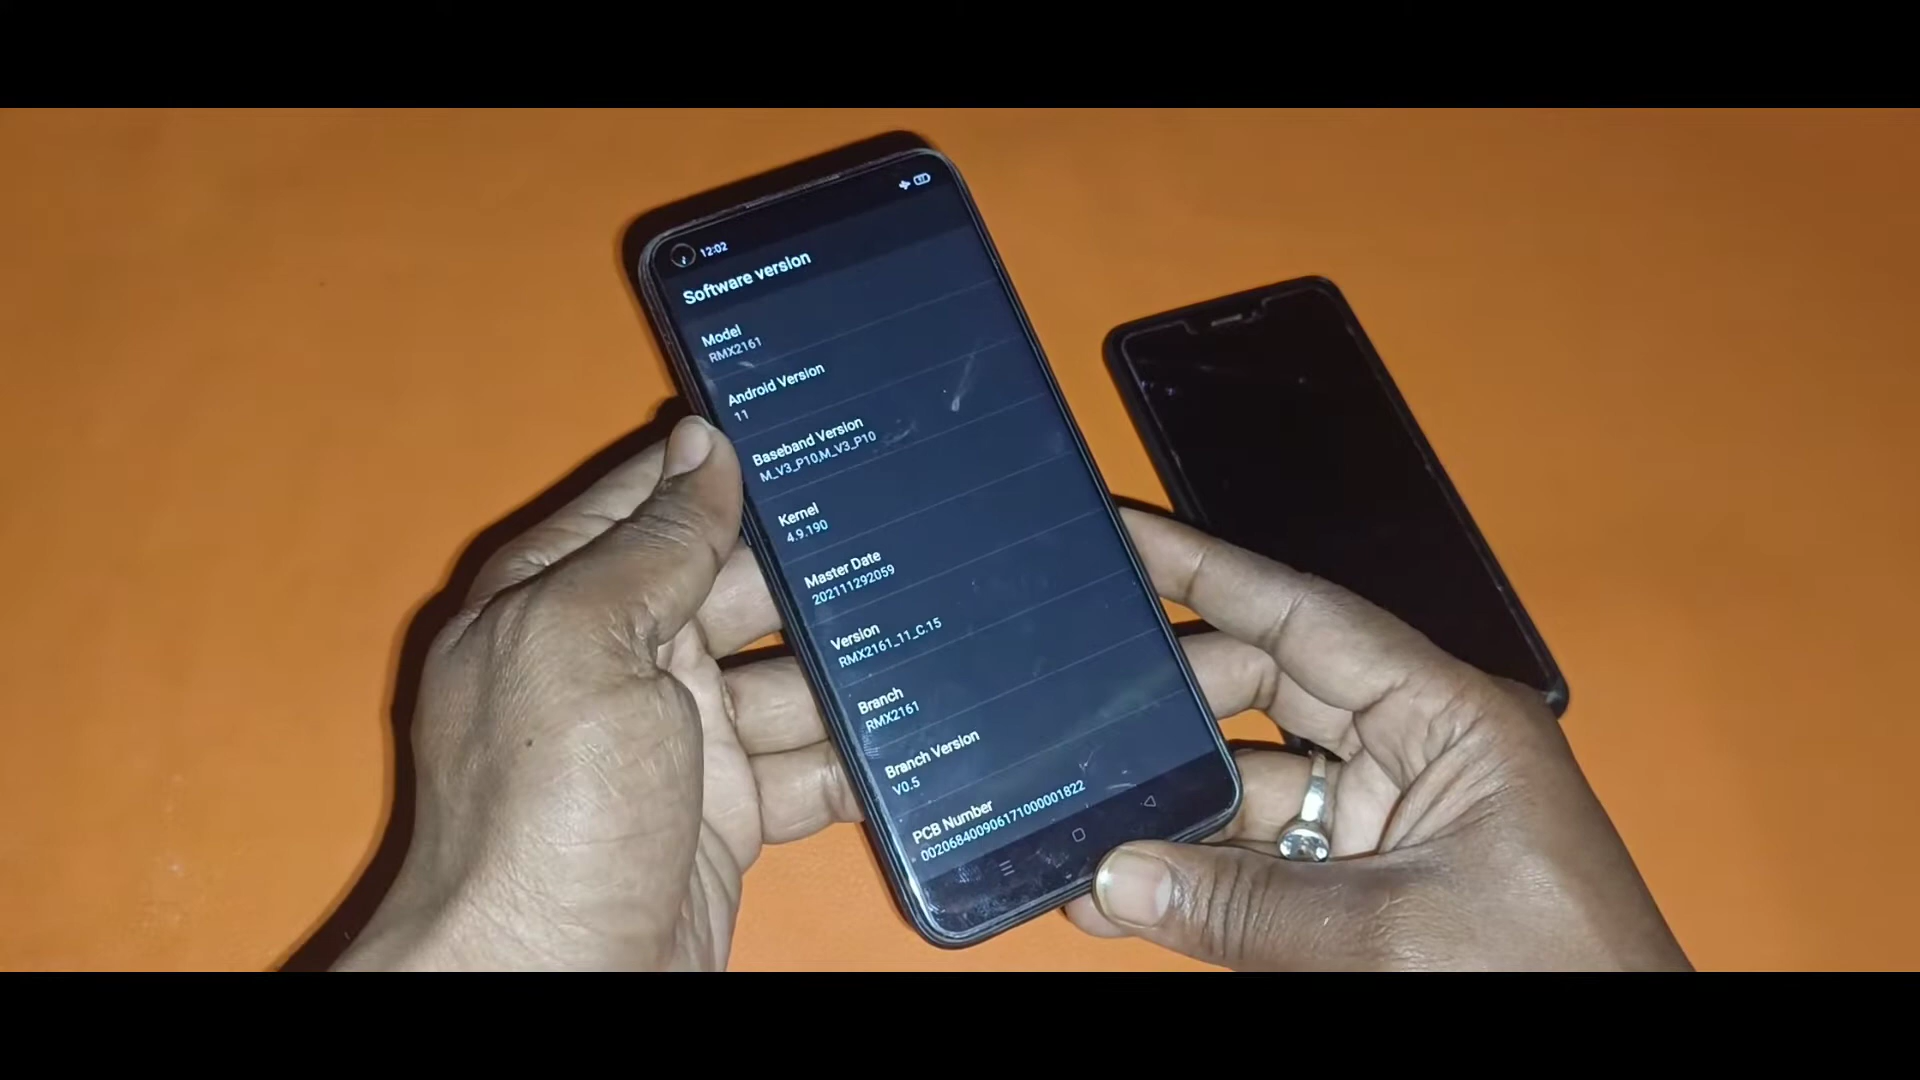 12:02
Software version
Model
RMX2161
Android Version
11
Baseband Version
M_V3_P10,M_V3_P10
Kernel
4.9.190
Master Date
202111292059
Version
RMX2161_11_C.15
Branch
RMX2161
Branch Version
V0.5
PCB Number
00206840090617100001822